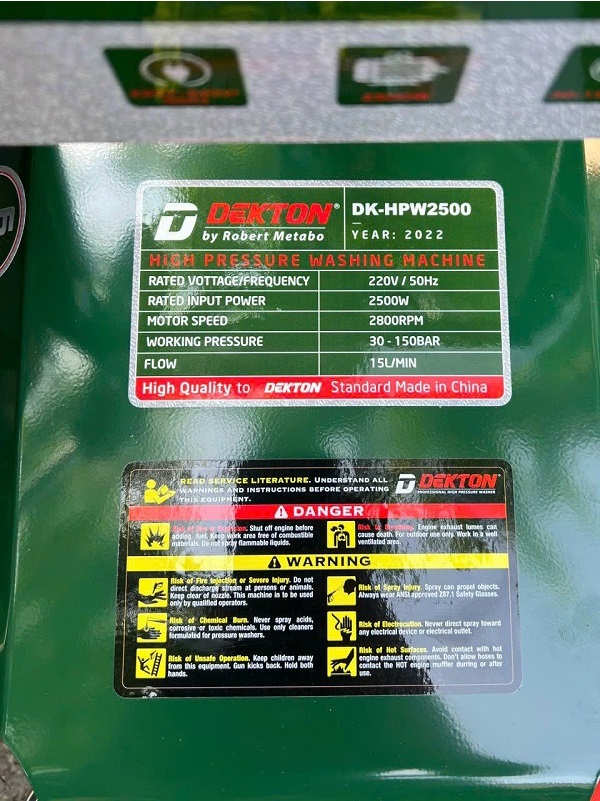 DEKTON®
by Robert Metabo
DK-HPW2500
YEAR: 2022
HIGH PRESSURE WASHING MACHINE
RATED VOTTAGE/FREQUENCY 220V / 50Hz
RATED INPUT POWER 2500W
MOTOR SPEED 2800RPM
WORKING PRESSURE 30 - 150BAR
FLOW 15L/MIN
High Quality to DEKTON Standard Made in China
READ SERVICE LITERATURE. UNDERSTAND ALL
WARNINGS AND INSTRUCTIONS BEFORE OPERATING
THIS EQUIPMENT.
DEKTON
PROFESSIONAL HIGH PRESSURE WASHER
DANGER
Shut off engine before
adding fuel. Keep work area free of combustible
materials. Do not spray flammable liquids.
Engine exhaust fumes can
cause death. For outdoor use only. Work in a well
ventilated area.
WARNING
Risk of Fire Injection or Severe Injury. Do not
direct discharge stream at persons or animals.
Keep clear of nozzle. This machine in to be used
only by qualified operators.
Risk of Spray Injury. Spray can propel objects.
Always wear ANSI approved Z87.1 Safety Glasses.
Risk of Chemical Burn. Never spray acids,
corrosive or toxic chemicals. Use only cleaners
formulated for pressure washers.
Risk of Electrocution. Never direct spray toward
any electrical device or electrical outlet.
Risk of Unsafe Operation. Keep children away
from this equipment. Gun kicks back. Hold both
hands.
Risk of Hot Surfaces. Avoid contact with hot
engine exhaust components. Don't allow hoses to
contact the HOT engine muffler durring or after
use.